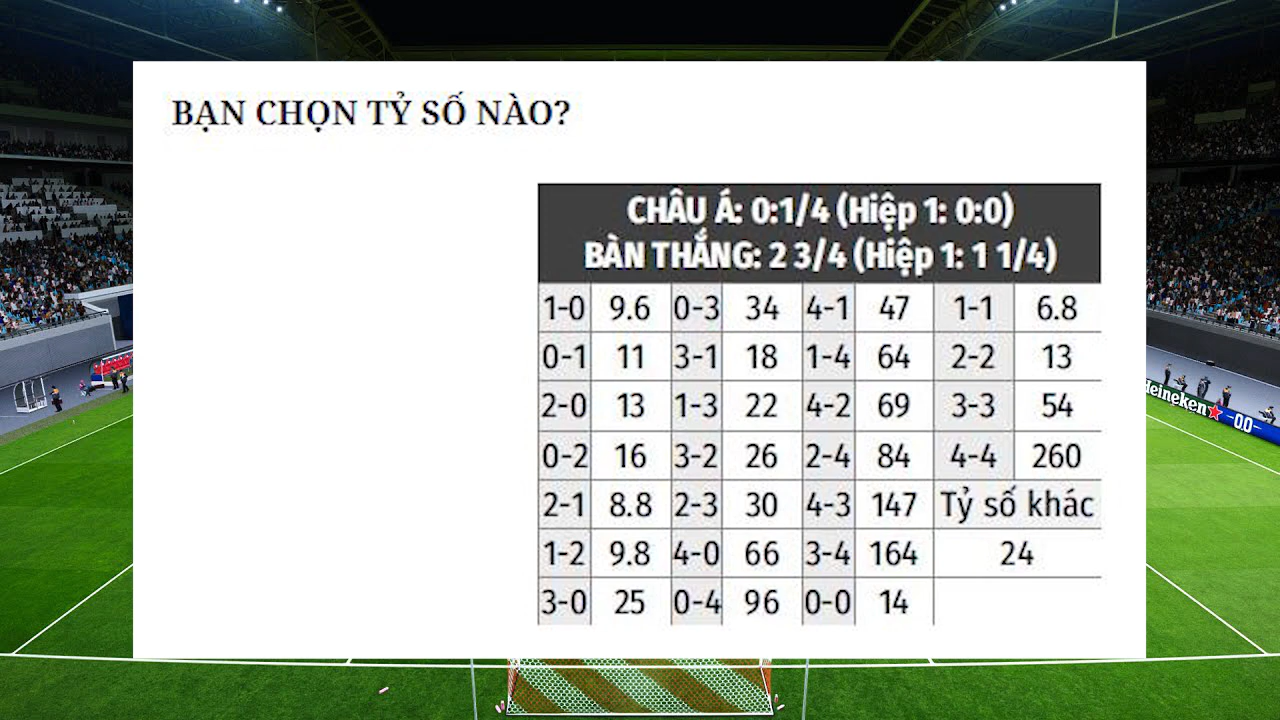 BẠN CHỌN TỶ SỐ NÀO?
CHÂU Á: 0:1/4 (Hiệp 1: 0:0)
BÀN THẮNG: 2 3/4 (Hiệp 1: 1 1/4)
1-0 9.6 0-3 34 4-1 47 1-1 6.8
0-1 11 3-1 18 1-4 64 2-2 13
2-0 13 1-3 22 4-2 69 3-3 54
0-2 16 3-2 26 2-4 84 4-4 260
2-1 8.8 2-3 30 4-3 147 Tỷ số khác
1-2 9.8 4-0 66 3-4 164 24
3-0 25 0-4 96 0-0 14
Heineken 0.0